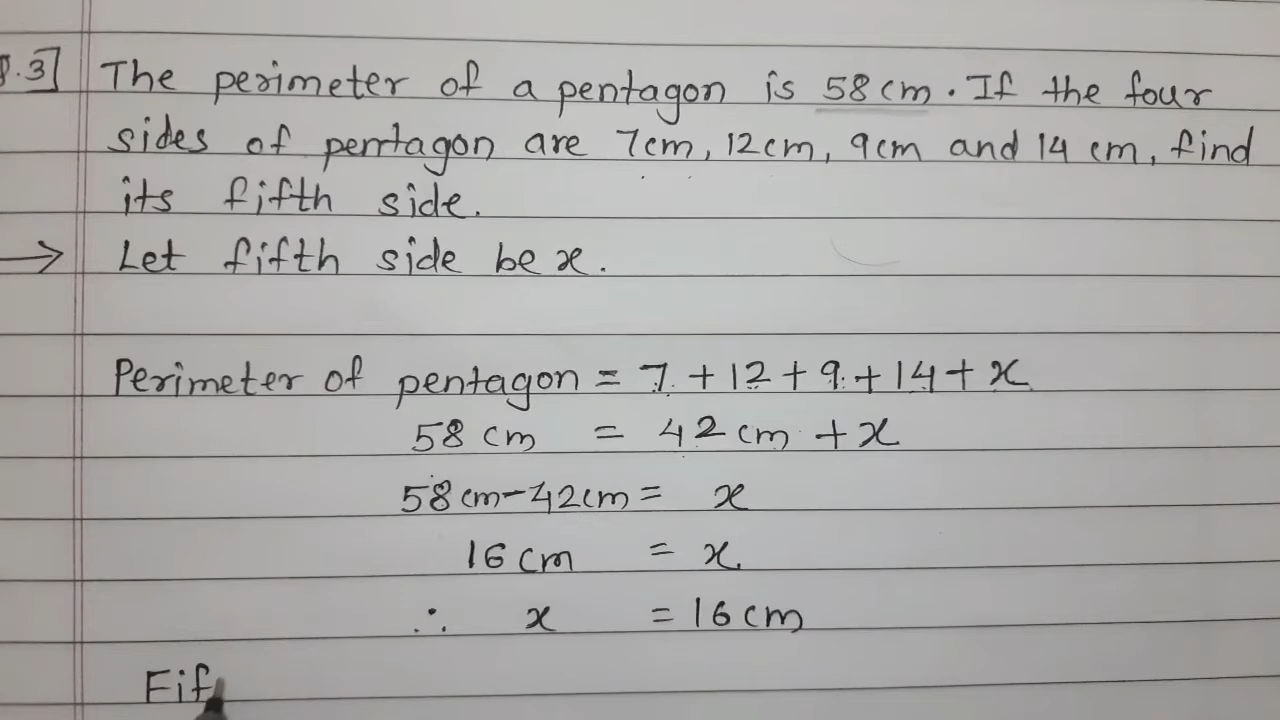 The perimeter of a pentagon is 58 cm. If the four
sides of pentagon are 7cm, 12cm, 9cm and 14 cm, find
its fifth side.
→ Let fifth side be x.
Perimeter of pentagon = 7 + 12 + 9 + 14 + x
58 cm = 42 cm + x
58 cm - 42 cm = x
16 cm = x
∴ x = 16 cm
Fif